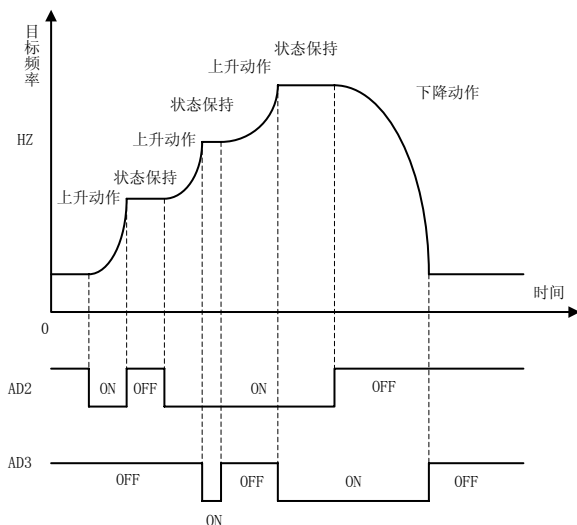 目标频率
状态保持
上升动作
下降动作
状态保持
HZ
上升动作
状态保持
上升动作
时间
0
AD2
ON
OFF
ON
OFF
AD3
OFF
OFF
ON
OFF
ON